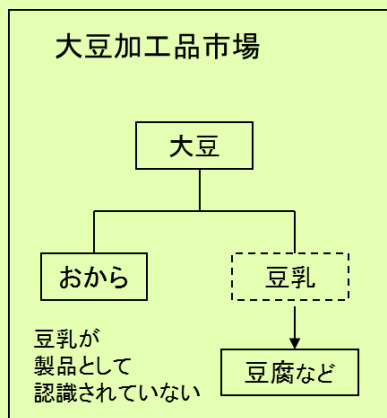 大豆加工品市場
大豆
おから
豆乳
豆乳が
製品として
認識されていない
豆腐など